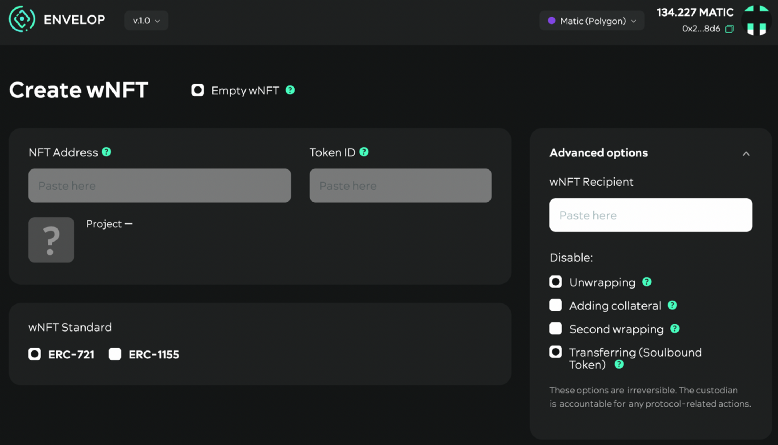 ENVELOP
v.1.0
Matic (Polygon)
134.227 MATIC
0x2...8d6
Create wNFT
Empty wNFT ?
NFT Address ?
Token ID ?
Paste here
Paste here
?
Project —
wNFT Standard
ERC-721
ERC-1155
Advanced options
wNFT Recipient
Paste here
Disable:
Unwrapping ?
Adding collateral ?
Second wrapping ?
Transferring (Soulbound
Token) ?
These options are irreversible. The custodian
is accountable for any protocol-related actions.